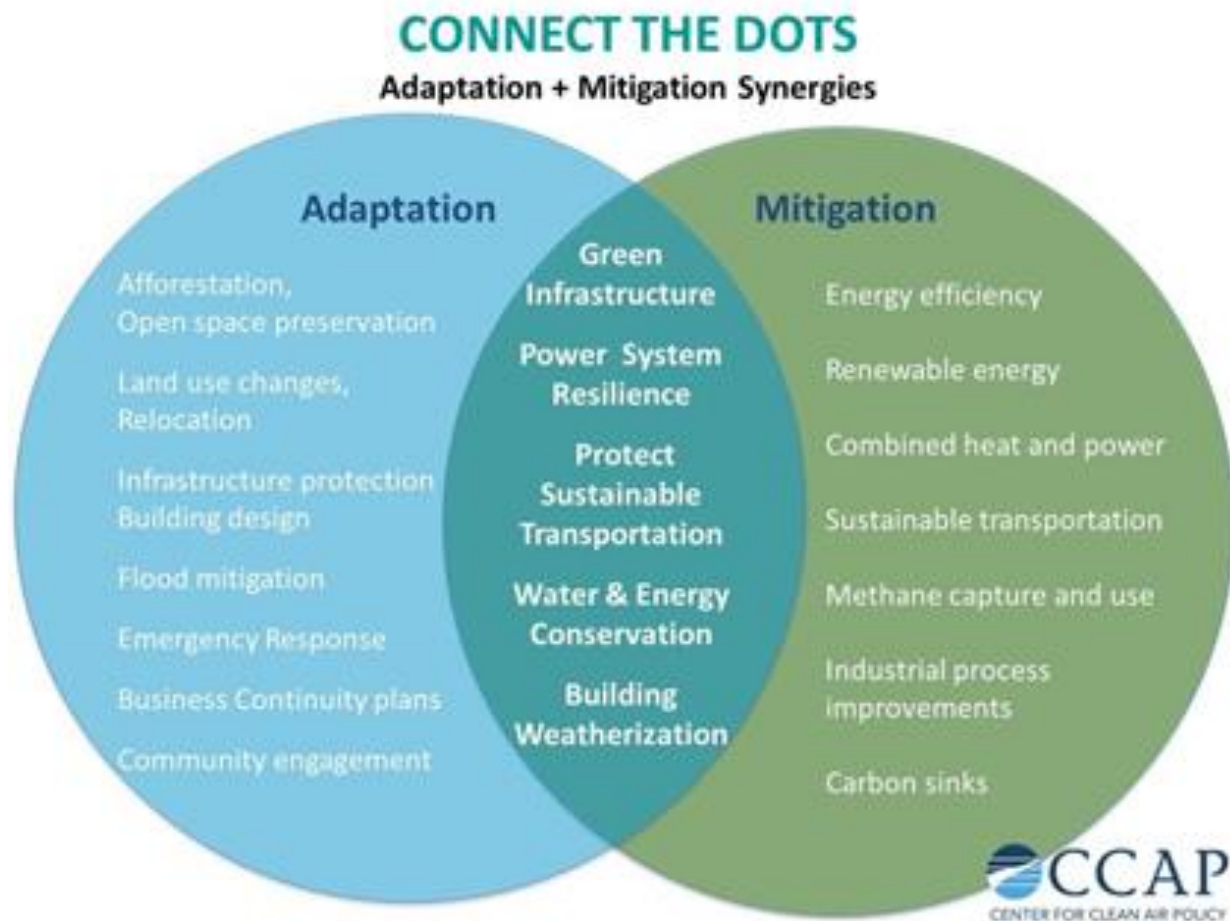 CONNECT THE DOTS
Adaptation + Mitigation Synergies
Adaptation
Afforestation,
Open space preservation
Land use changes,
Relocation
Infrastructure protection
Building design
Flood mitigation
Emergency Response
Business Continuity plans
Community engagement
Green
Infrastructure
Power System
Resilience
Protect
Sustainable
Transportation
Water & Energy
Conservation
Building
Weatherization
Mitigation
Energy efficiency
Renewable energy
Combined heat and power
Sustainable transportation
Methane capture and use
Industrial process
improvements
Carbon sinks
CCAP
CENTER FOR CLEAN AIR POLICY